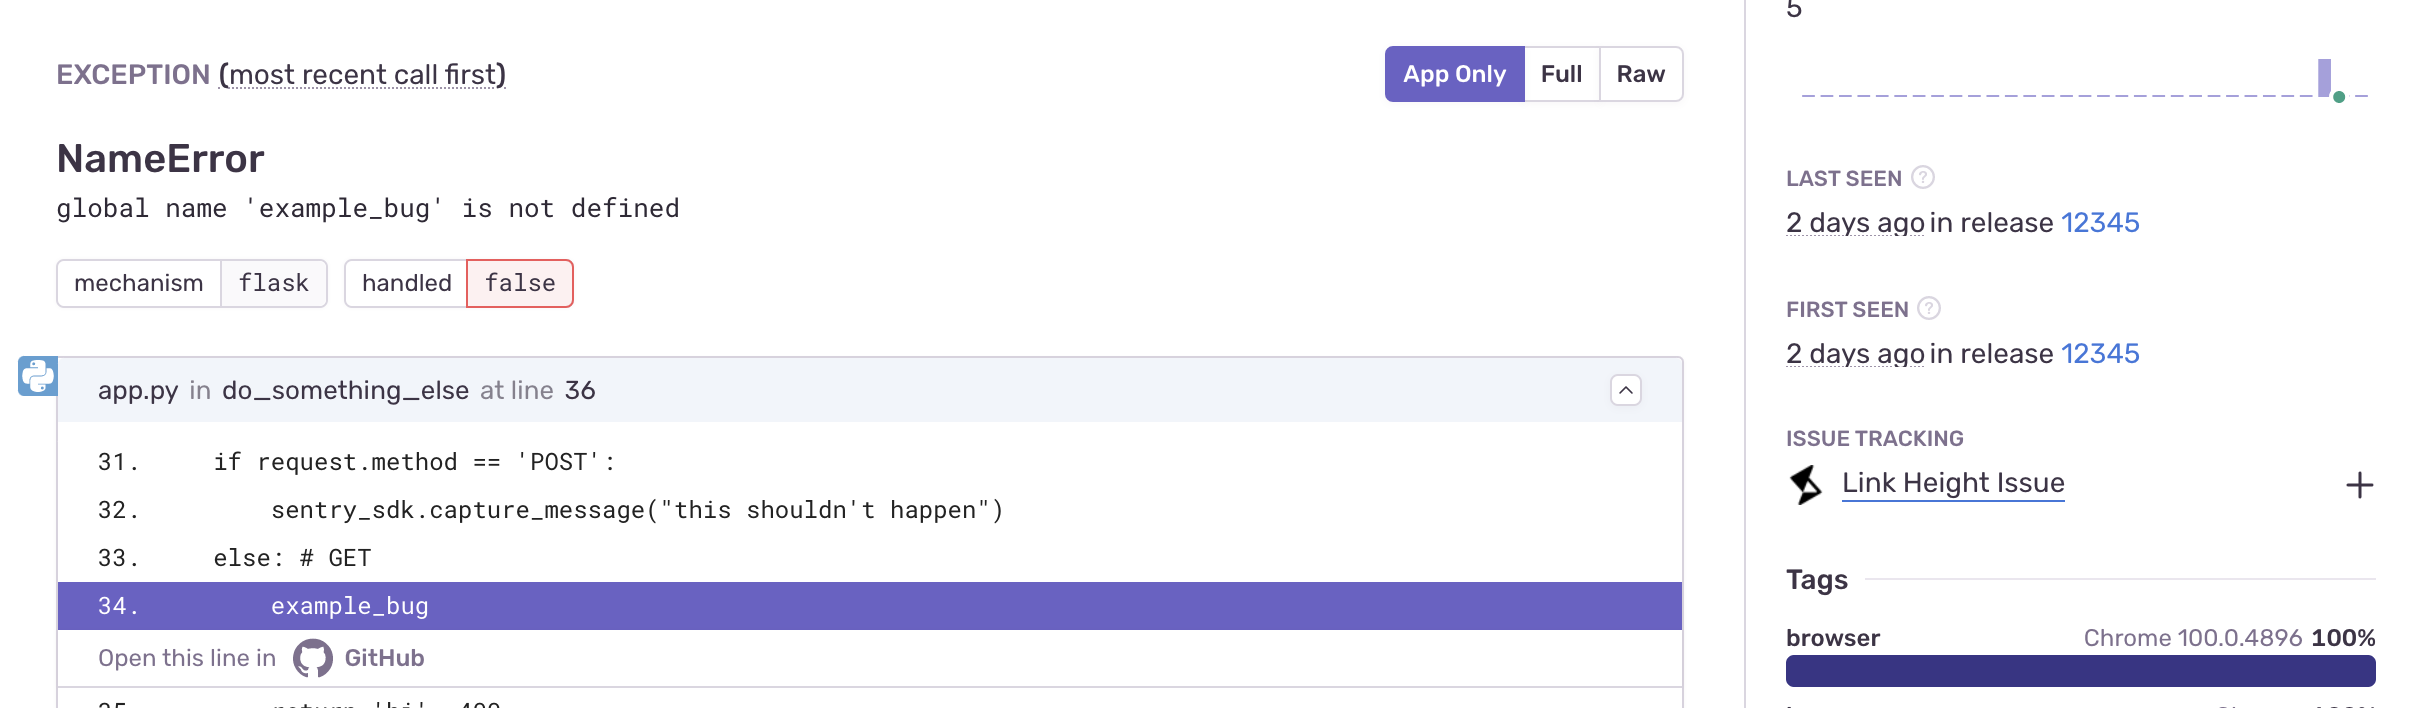 EXCEPTION (most recent call first)
App Only
Full
Raw
NameError
global name 'example_bug' is not defined
mechanism flask handled false
app.py in do_something_else at line 36
31. if request.method == 'POST':
32. sentry_sdk.capture_message("this shouldn't happen")
33. else: # GET
34. example_bug
Open this line in GitHub
5
LAST SEEN ?
2 days ago in release 12345
FIRST SEEN ?
2 days ago in release 12345
ISSUE TRACKING
Link Height Issue
Tags
browser Chrome 100.0.4896 100%